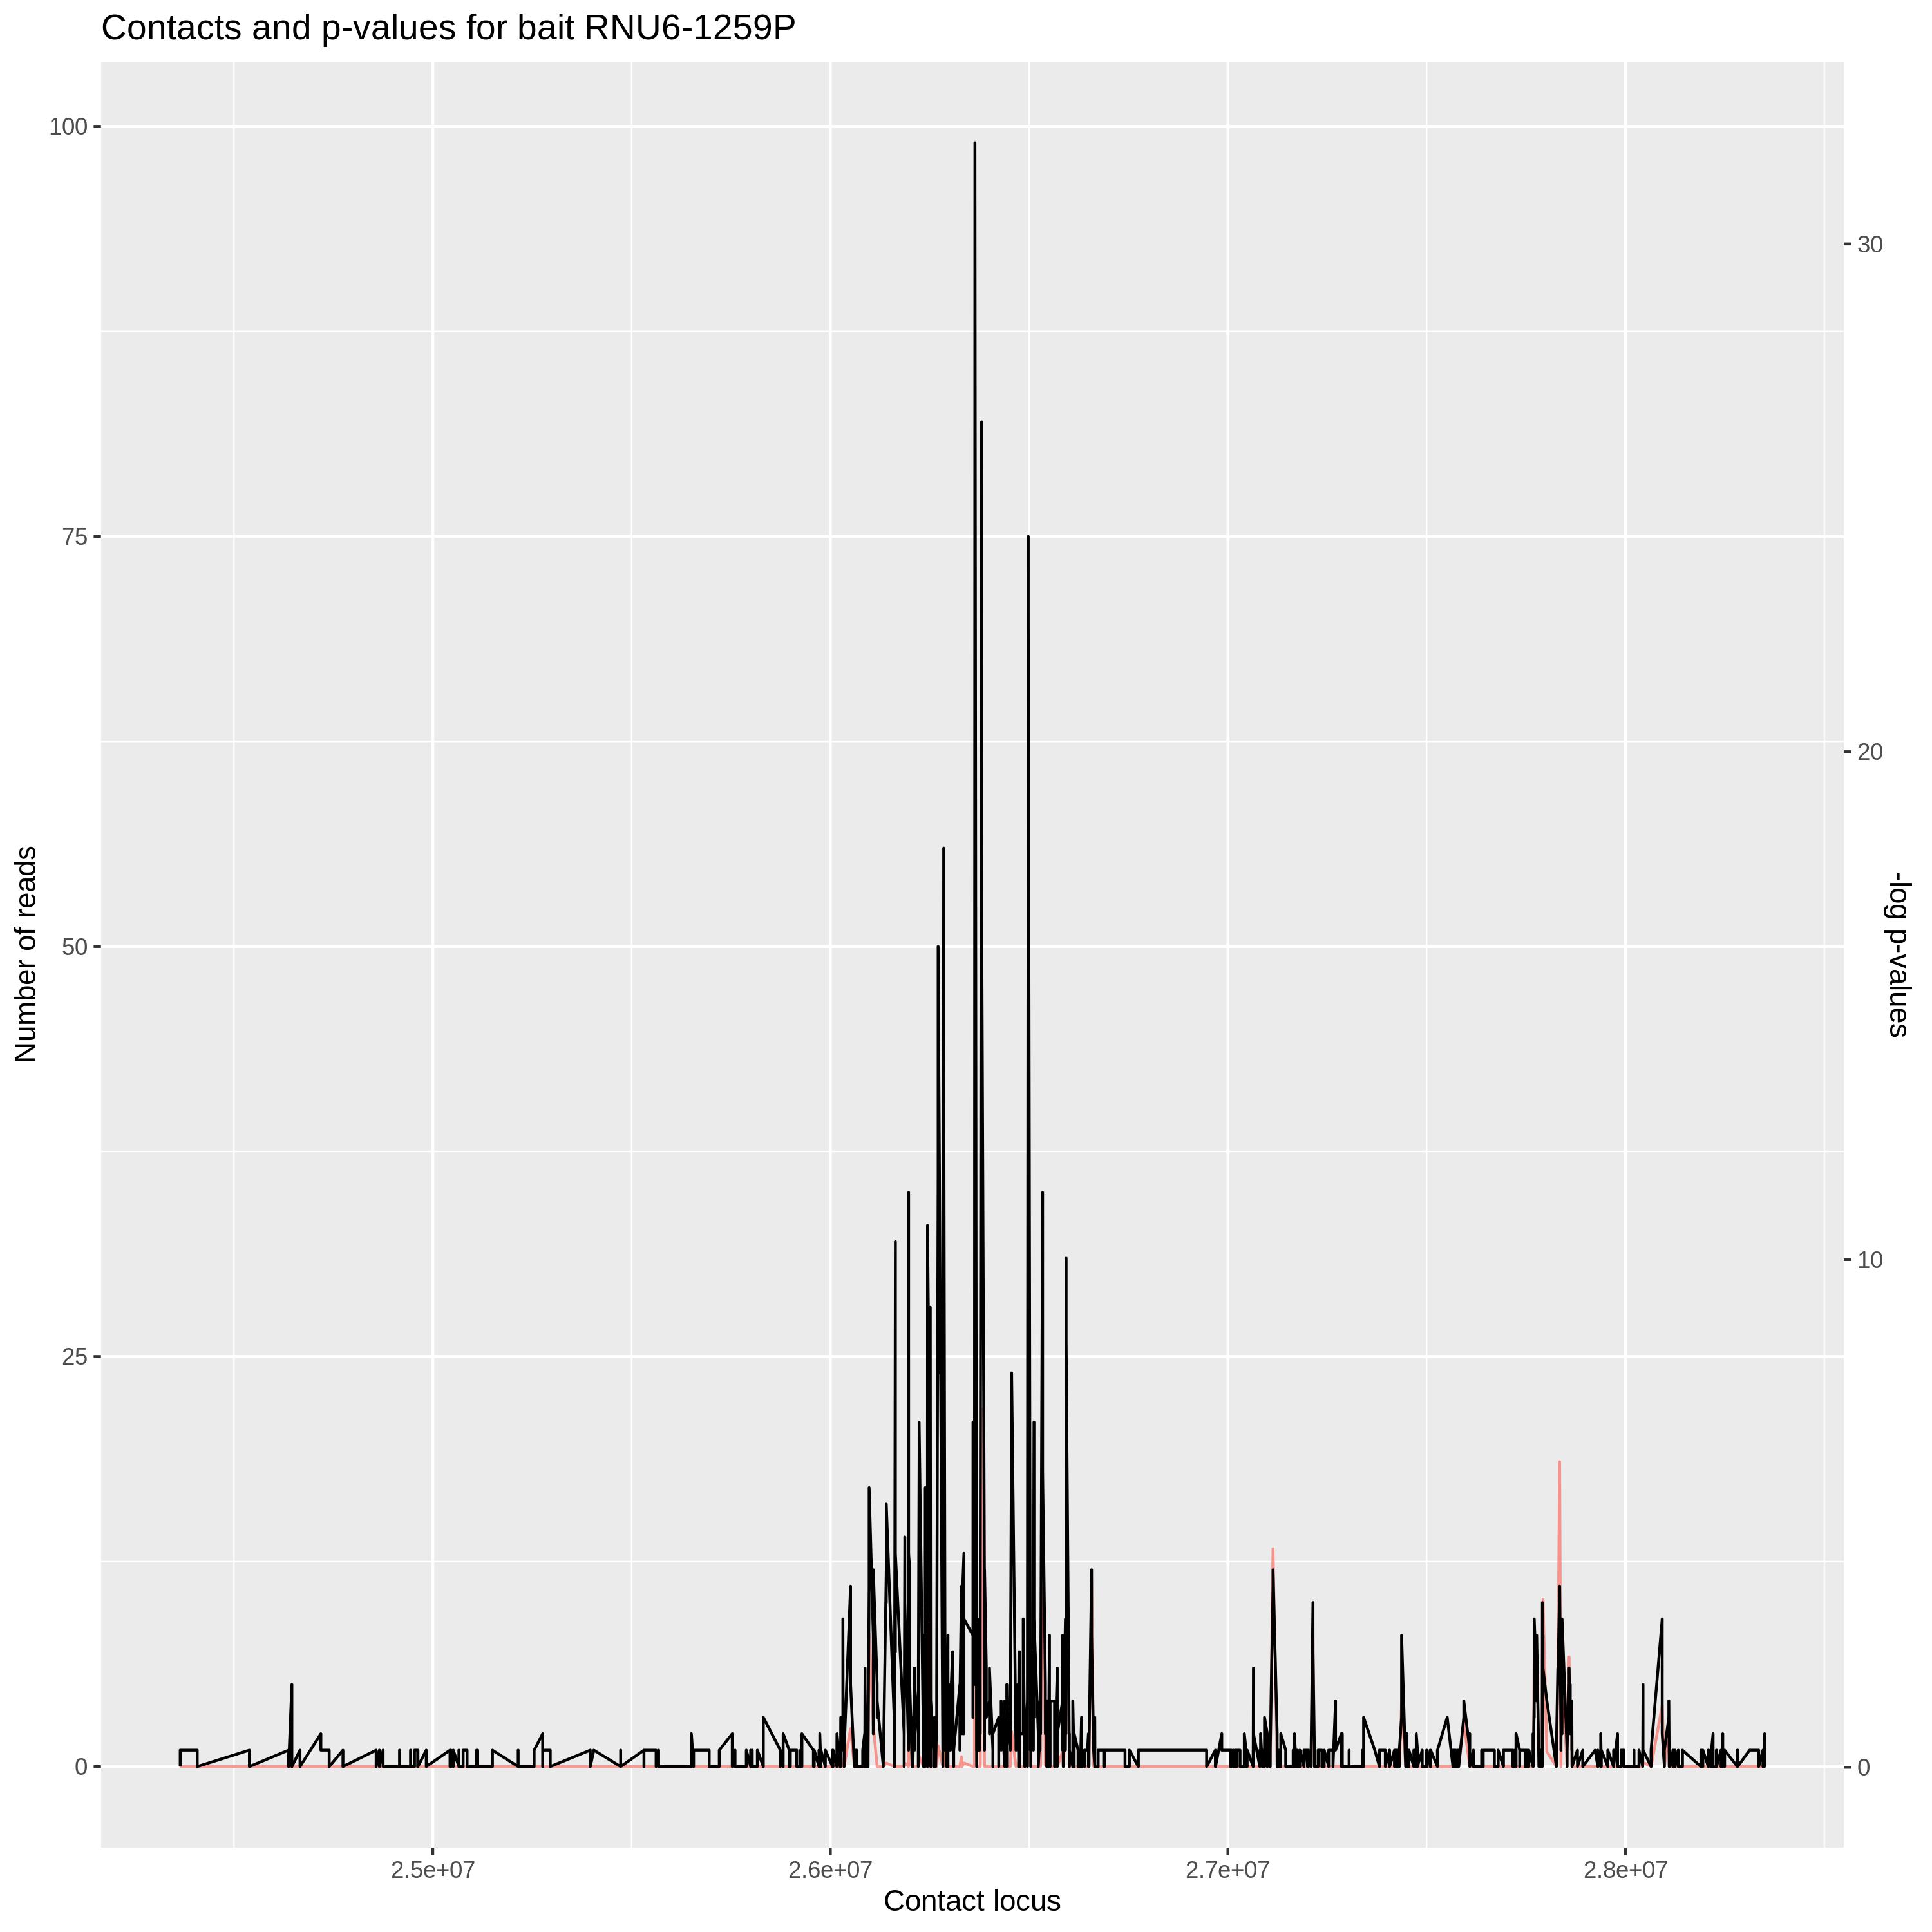 Contacts and p-values for bait RNU6-1259P
100
75
50
25
0
Number of reads
30
20
10
0
-log p-values
2.5e+07
2.6e+07
2.7e+07
2.8e+07
Contact locus